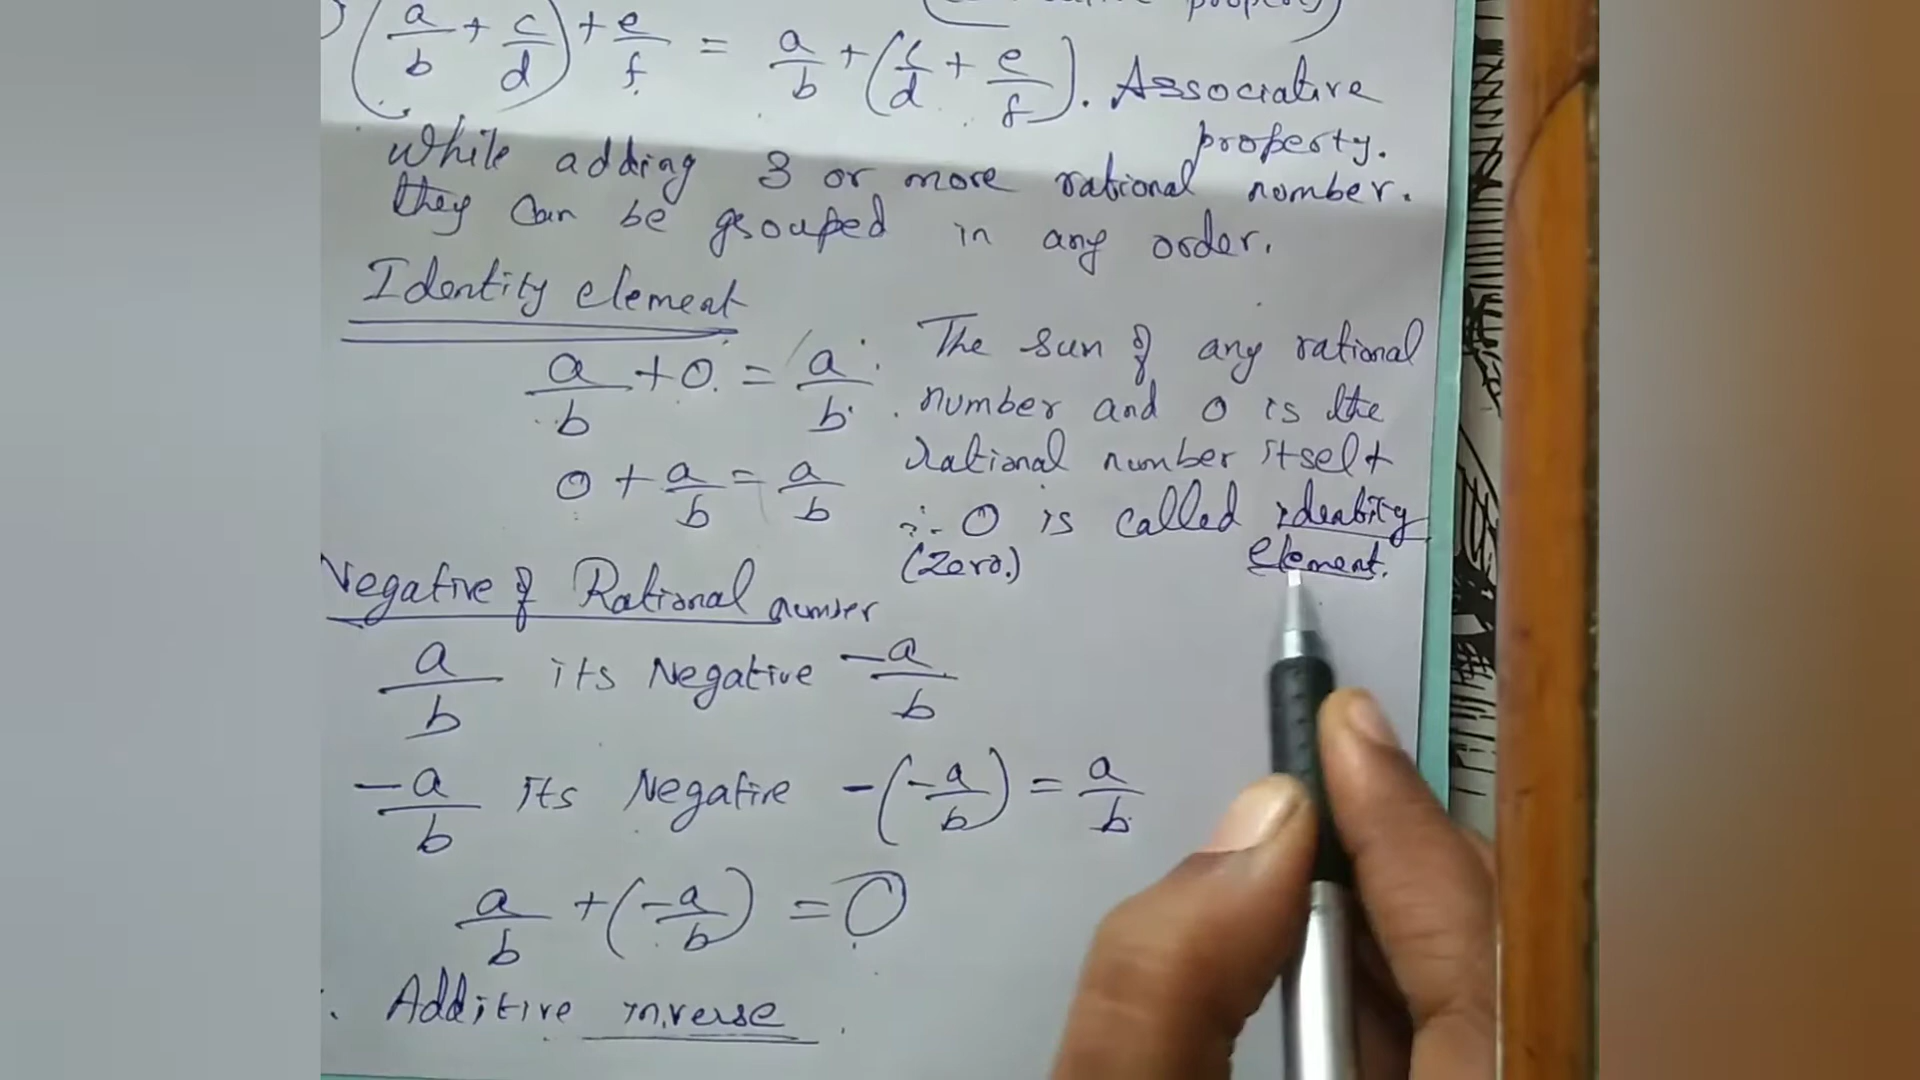 property)
(a/b + c/d) + e/f = a/b + (c/d + e/f). Associative
property.
While adding 3 or more rational number.
they can be grouped in any order.
Identity element
a/b + 0 = a/b. The sum of any rational
number and 0 is the
0 + a/b = a/b rational number itself
∴ 0 is called identity
(Zero.) element.
Negative of Rational number
a/b its Negative -a/b
-a/b its Negative -(-a/b) = a/b
a/b + (-a/b) = 0
Additive inverse